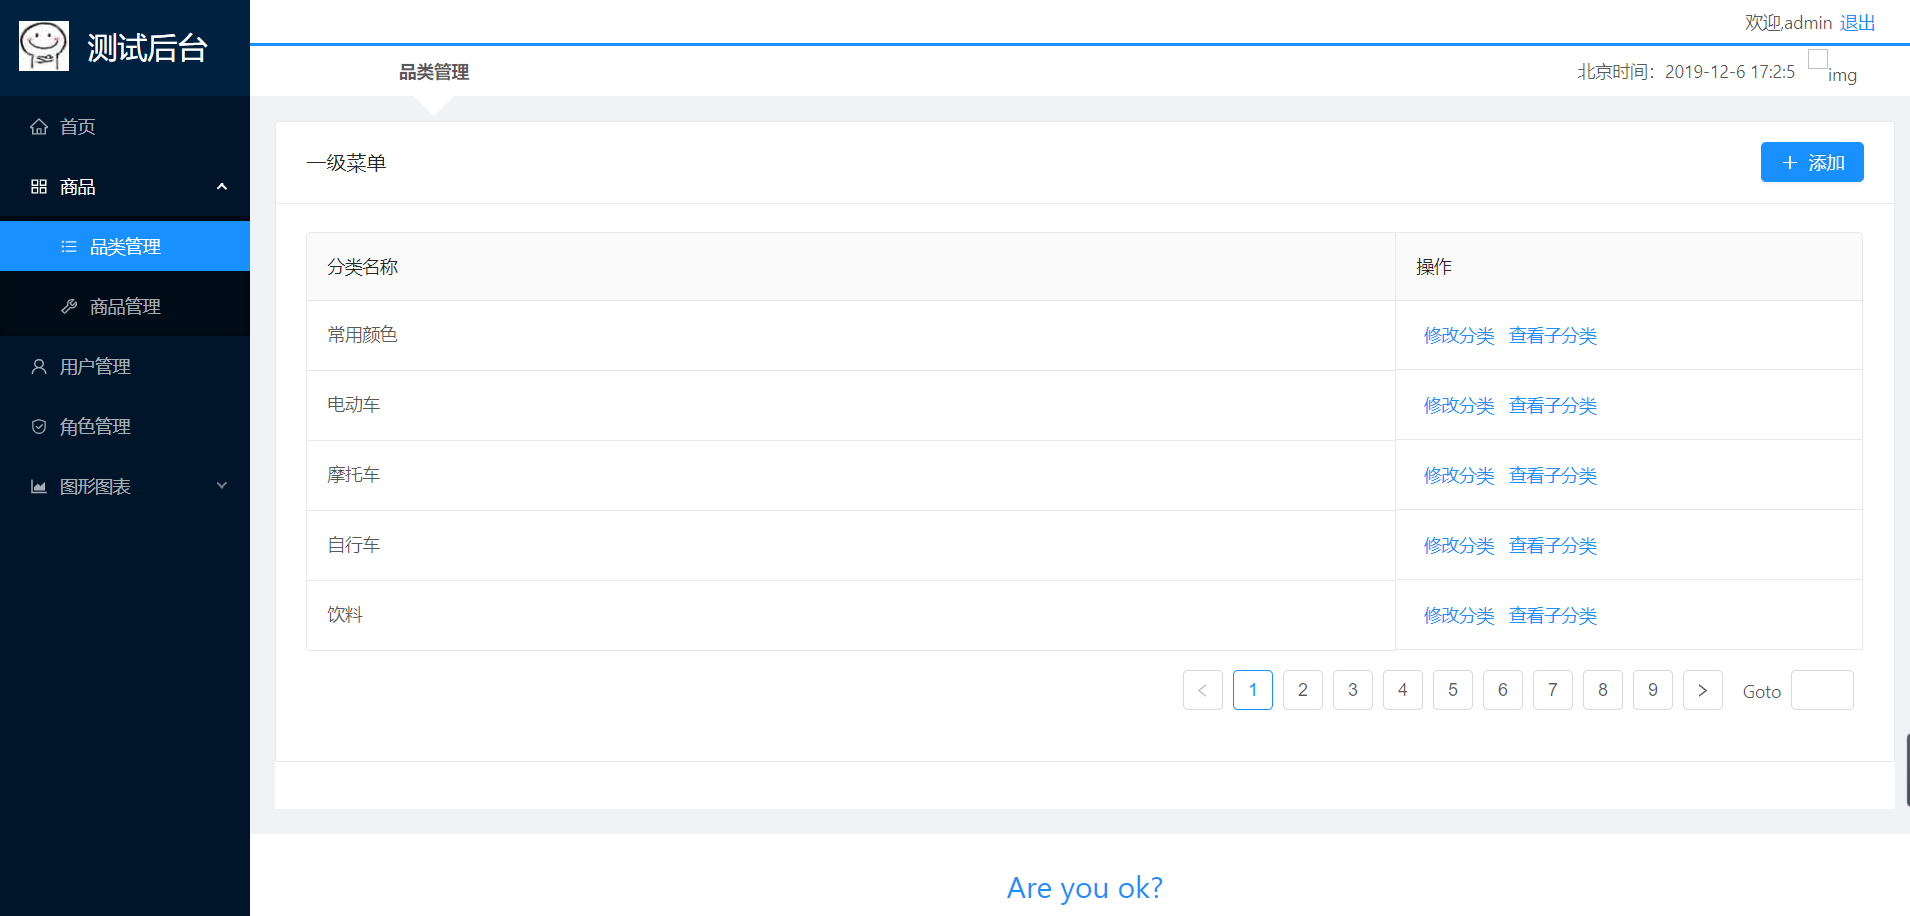 测试后台
首页
商品
品类管理
商品管理
用户管理
角色管理
图形图表
欢迎,admin 退出
品类管理
北京时间：2019-12-6 17:2:5 img
一级菜单
添加
分类名称 操作
常用颜色 修改分类 查看子分类
电动车 修改分类 查看子分类
摩托车 修改分类 查看子分类
自行车 修改分类 查看子分类
饮料 修改分类 查看子分类
1 2 3 4 5 6 7 8 9 Goto
Are you ok?